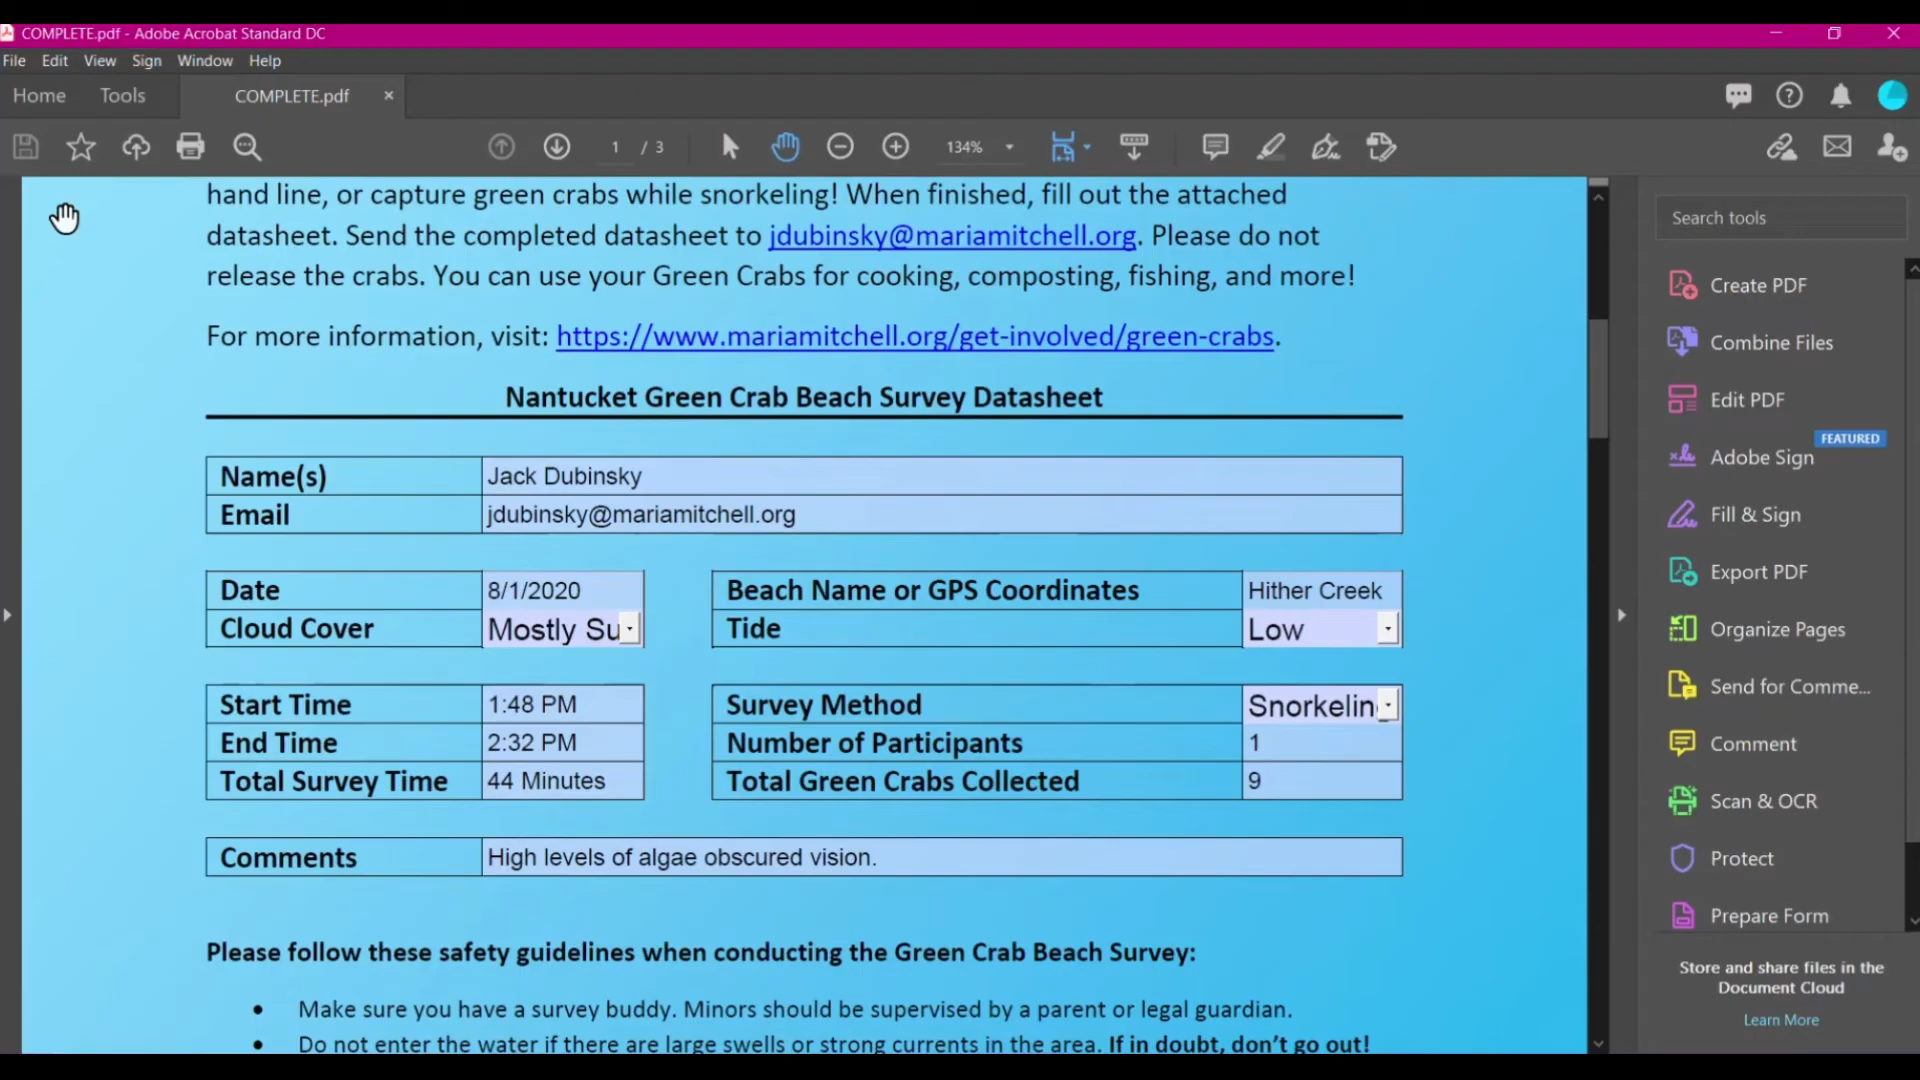 COMPLETE.pdf - Adobe Acrobat Standard DC
File Edit View Sign Window Help
Home Tools COMPLETE.pdf ×
1 / 3 134%
hand line, or capture green crabs while snorkeling! When finished, fill out the attached
datasheet. Send the completed datasheet to jdubinsky@mariamitchell.org. Please do not
release the crabs. You can use your Green Crabs for cooking, composting, fishing, and more!
For more information, visit: https://www.mariamitchell.org/get-involved/green-crabs.
Nantucket Green Crab Beach Survey Datasheet
Name(s) Jack Dubinsky
Email jdubinsky@mariamitchell.org
Date 8/1/2020 Beach Name or GPS Coordinates Hither Creek
Cloud Cover Mostly Su Tide Low
Start Time 1:48 PM Survey Method Snorkelin
End Time 2:32 PM Number of Participants 1
Total Survey Time 44 Minutes Total Green Crabs Collected 9
Comments High levels of algae obscured vision.
Please follow these safety guidelines when conducting the Green Crab Beach Survey:
• Make sure you have a survey buddy. Minors should be supervised by a parent or legal guardian.
• Do not enter the water if there are large swells or strong currents in the area. If in doubt, don't go out!
Search tools
Create PDF
Combine Files
Edit PDF
FEATURED
Adobe Sign
Fill & Sign
Export PDF
Organize Pages
Send for Comme...
Comment
Scan & OCR
Protect
Prepare Form
Store and share files in the
Document Cloud
Learn More